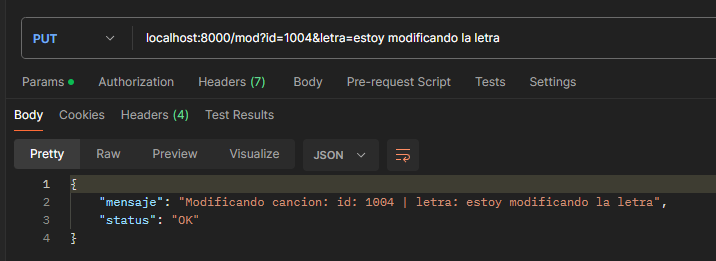 PUT localhost:8000/mod?id=1004&letra=estoy modificando la letra
Params Authorization Headers (7) Body Pre-request Script Tests Settings
Body Cookies Headers (4) Test Results
Pretty Raw Preview Visualize JSON
1 {
2 "mensaje": "Modificando cancion: id: 1004 | letra: estoy modificando la letra",
3 "status": "OK"
4 }